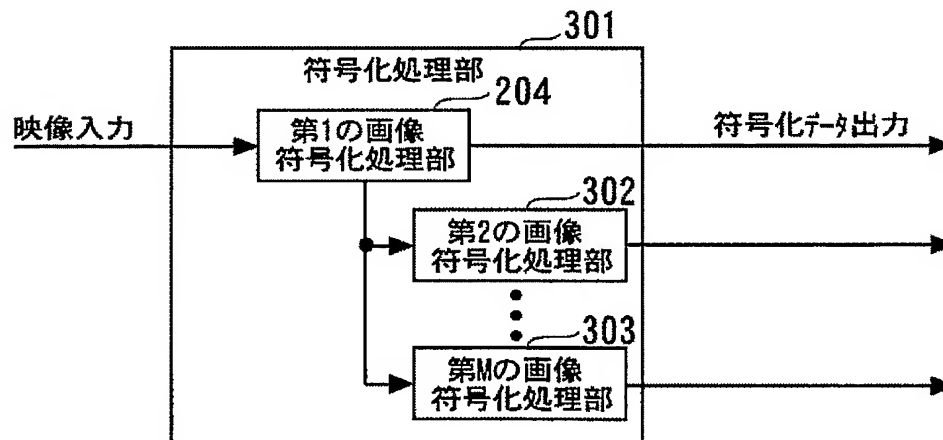 301
符号化処理部
204
映像入力
第1の画像
符号化処理部
符号化データ出力
302
第2の画像
符号化処理部
303
第Mの画像
符号化処理部